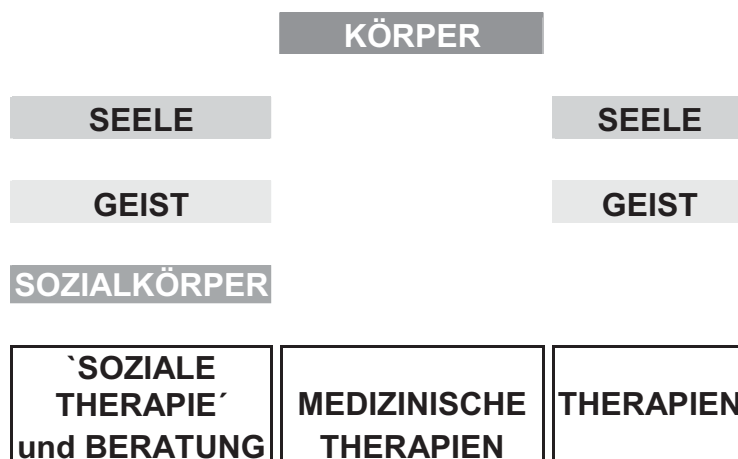 KÖRPER
SEELE
SEELE
GEIST
GEIST
SOZIALKÖRPER
`SOZIALE
THERAPIE´
und BERATUNG
MEDIZINISCHE
THERAPIEN
THERAPIEN